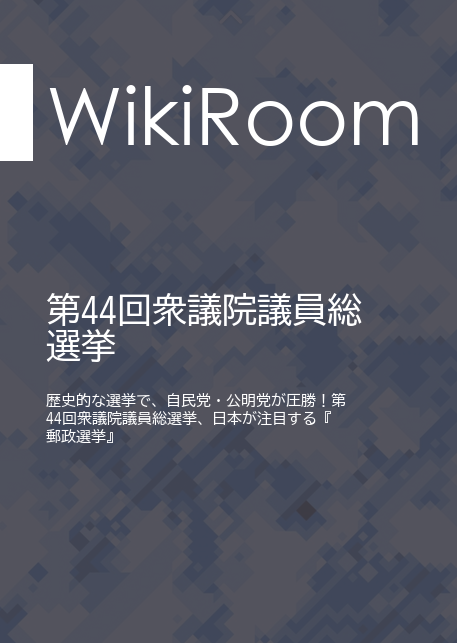 WikiRoom
第44回衆議院議員総
選挙
歴史的な選挙で、自民党・公明党が圧勝！第
44回衆議院議員総選挙、日本が注目する『
郵政選挙』